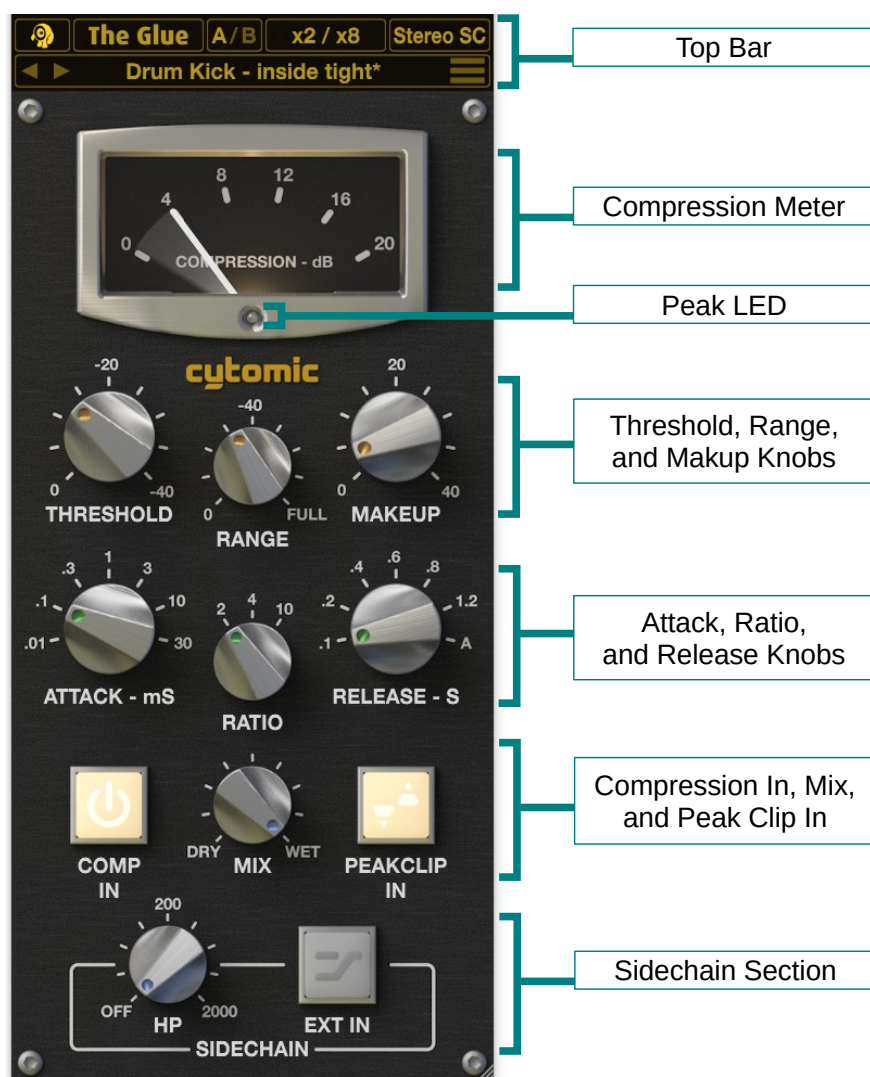 The Glue
A/B
x2 / x8
Stereo SC
Drum Kick - inside tight*
Top Bar
0
4
8
12
16
20
COMPRESSION - dB
Compression Meter
Peak LED
cytomic
-20
0
-40
THRESHOLD
-40
0
FULL
RANGE
20
0
40
MAKEUP
Threshold, Range,
and Makup Knobs
.01
.1
.3
1
3
10
30
ATTACK - mS
2
4
10
RATIO
.1
.2
.4
.6
.8
1.2
A
RELEASE - S
Attack, Ratio,
and Release Knobs
COMP
IN
DRY
WET
MIX
PEAKCLIP
IN
Compression In, Mix,
and Peak Clip In
200
OFF
2000
HP
EXT IN
SIDECHAIN
Sidechain Section